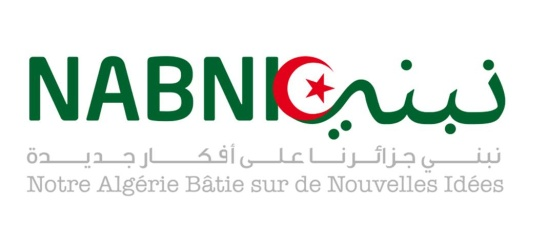 NABNI نبني
نبني جزائرنا على أفكار جديدة
Notre Algérie Bâtie sur de Nouvelles Idées